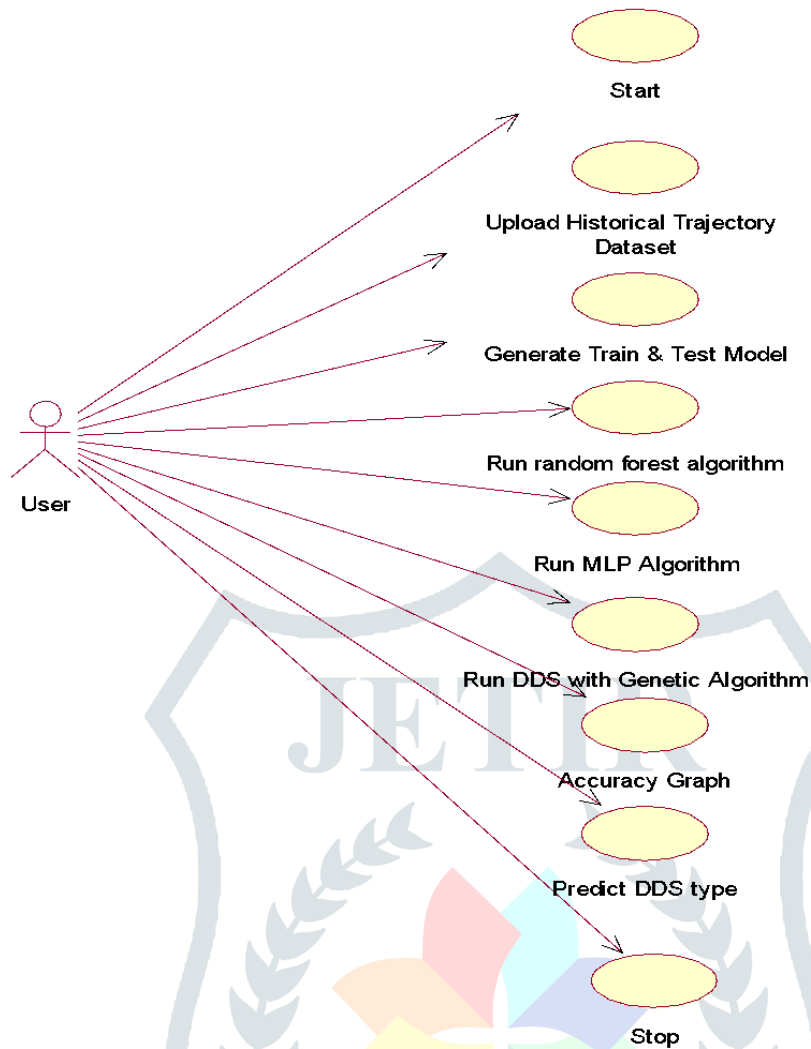 Start
Upload Historical Trajectory
Dataset
Generate Train & Test Model
Run random forest algorithm
User
Run MLP Algorithm
Run DDS with Genetic Algorithm
JETIR
Accuracy Graph
Predict DDS type
Stop